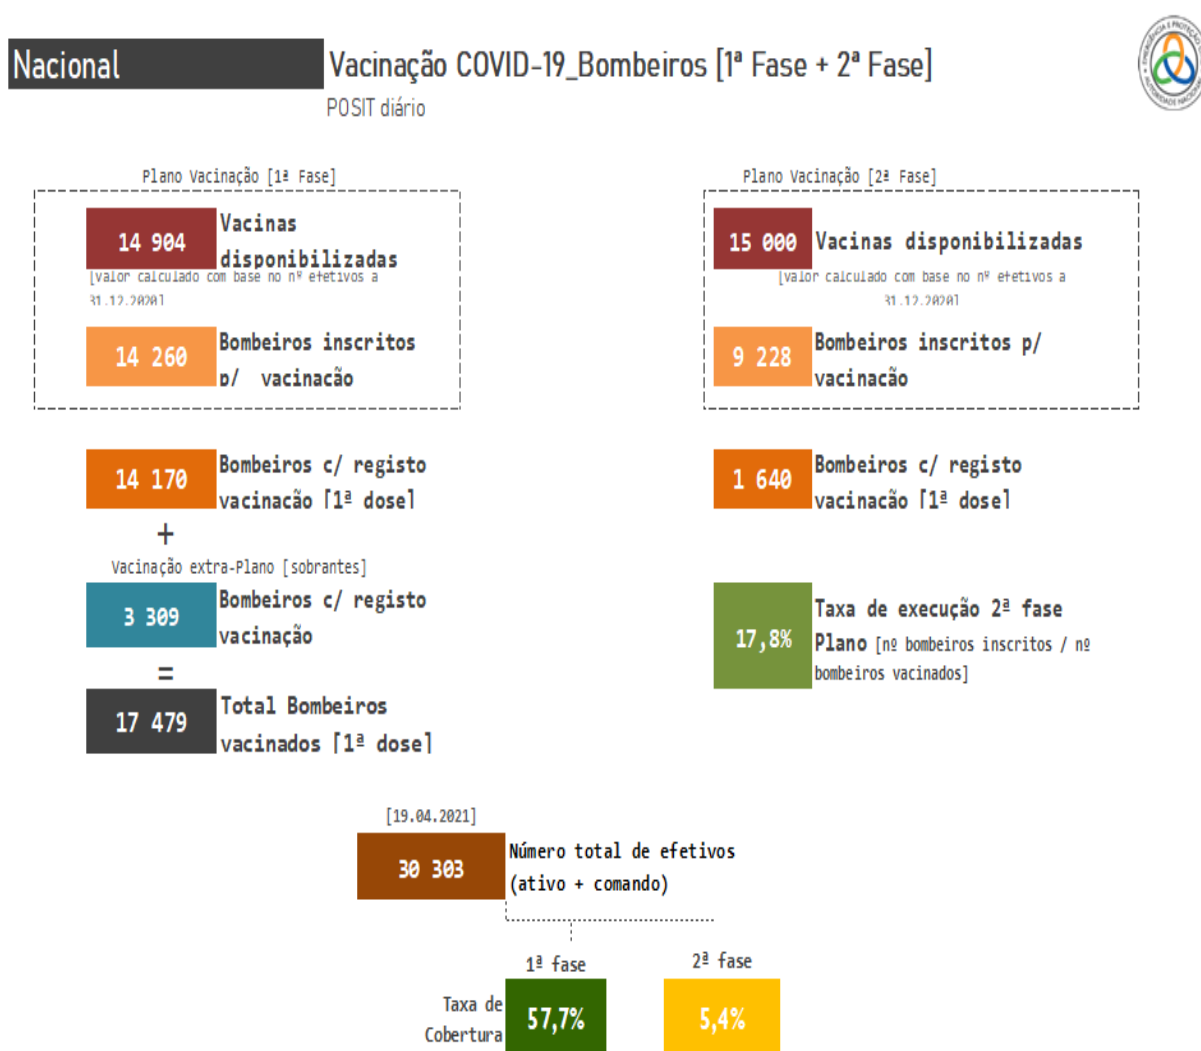 Nacional
Vacinação COVID-19_Bombeiros [1ª Fase + 2ª Fase]
POSIT diário
EMERGÊNCIA E PROTEÇÃO
AUTORIDADE NACIONAL
Plano Vacinação [1ª Fase]
14 904
Vacinas
disponibilizadas
[valor calculado com base no nº efetivos a
31.12.2020]
14 260
Bombeiros inscritos
p/ vacinação
14 170
Bombeiros c/ registo
vacinação [1ª dose]
+
Vacinação extra-Plano [sobrantes]
3 309
Bombeiros c/ registo
vacinação
=
17 479
Total Bombeiros
vacinados [1ª dose]
Plano Vacinação [2ª Fase]
15 000
Vacinas disponibilizadas
[valor calculado com base no nº efetivos a
31.12.2020]
9 228
Bombeiros inscritos p/
vacinação
1 640
Bombeiros c/ registo
vacinação [1ª dose]
17,8%
Taxa de execução 2ª fase
Plano [nº bombeiros inscritos / nº
bombeiros vacinados]
[19.04.2021]
30 303
Número total de efetivos
(ativo + comando)
1ª fase
2ª fase
Taxa de
Cobertura
57,7%
5,4%